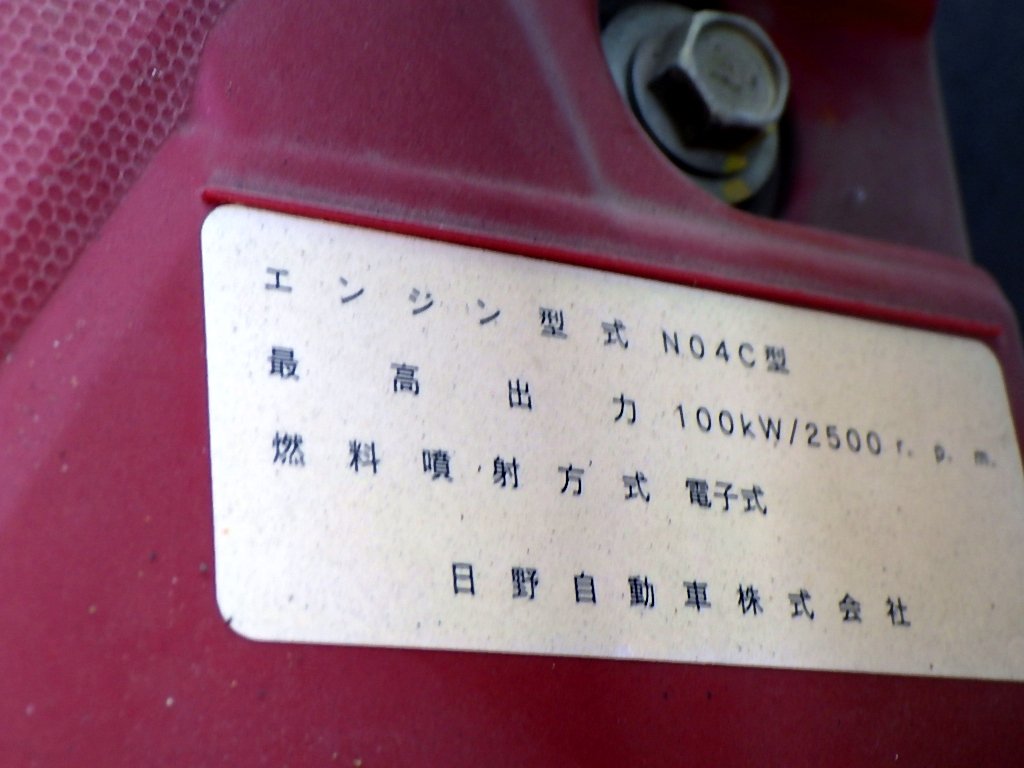 エンジン型式 N04C型
最高出力 100kW/2500r.p.m.
燃料噴射方式 電子式
日野自動車株式会社